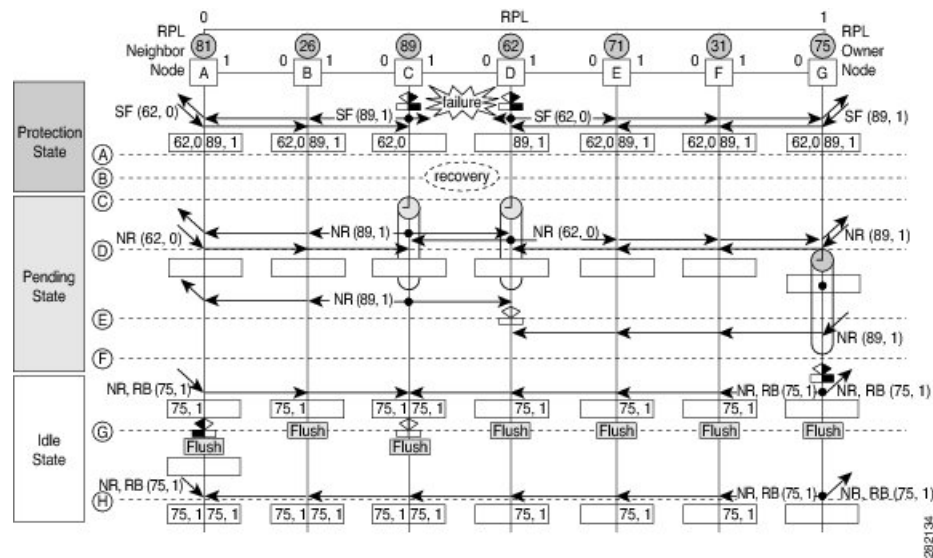 0 RPL 1
RPL Neighbor Node 81 26 89 62 71 31 75 RPL Owner Node
0 1 0 1 0 1 0 1 0 1
A B C D E F G
failure
SF (62, 0) SF (89, 1) SF (62, 0) SF (89, 1)
Protection State
62,0 89, 1 62,0 89, 1 62,0 89, 1 62,0 89, 1 62,0 89, 1 62,0 89, 1
A
B recovery
C
NR (62, 0) NR (89, 1) NR (62, 0) NR (89, 1)
D
Pending State
NR (89, 1)
E
NR (89, 1)
F
NR, RB (75, 1) NR, RB (75, 1) NR, RB (75, 1)
75, 1 75, 1 75, 1 75, 1 75, 1 75, 1 75, 1
Idle State
G Flush Flush Flush Flush
Flush Flush
NR, RB (75, 1) NR, RB (75, 1) NR, RB (75, 1)
H
75, 1 75, 1 75, 1 75, 1 75, 1 75, 1 75, 1 75, 1 75, 1
282134